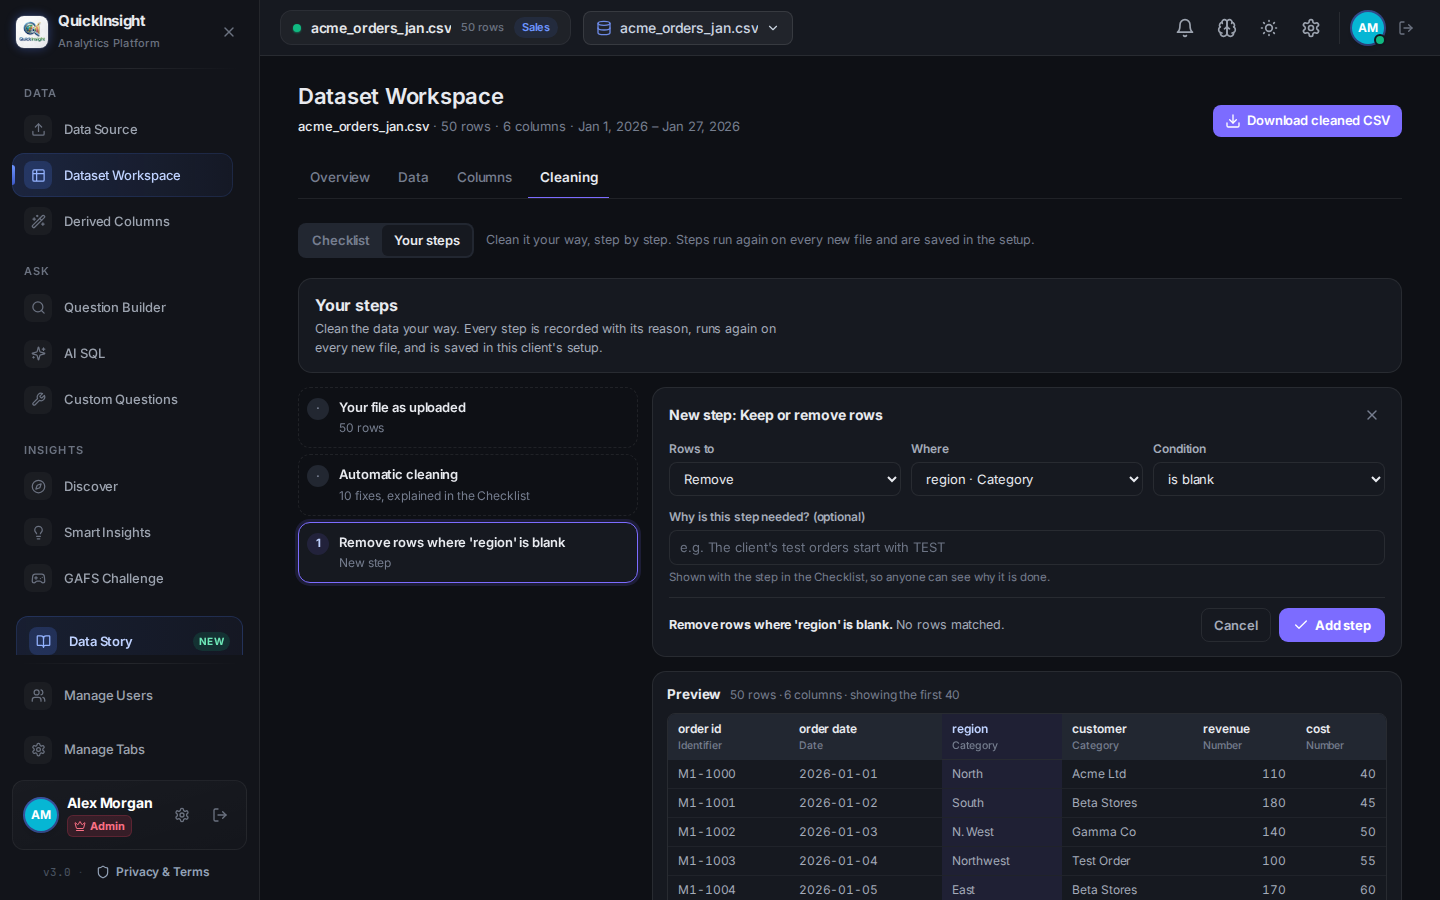 QuickInsight
Analytics Platform
acme_orders_jan.csv 50 rows Sales
acme_orders_jan.csv
AM
DATA
Data Source
Dataset Workspace
Derived Columns
ASK
Question Builder
AI SQL
Custom Questions
INSIGHTS
Discover
Smart Insights
GAFS Challenge
Data Story NEW
Manage Users
Manage Tabs
AM
Alex Morgan
Admin
v3.0 · Privacy & Terms
Dataset Workspace
acme_orders_jan.csv · 50 rows · 6 columns · Jan 1, 2026 – Jan 27, 2026
Download cleaned CSV
Overview Data Columns Cleaning
Checklist Your steps Clean it your way, step by step. Steps run again on every new file and are saved in the setup.
Your steps
Clean the data your way. Every step is recorded with its reason, runs again on
every new file, and is saved in this client's setup.
· Your file as uploaded
50 rows
· Automatic cleaning
10 fixes, explained in the Checklist
1 Remove rows where 'region' is blank
New step
New step: Keep or remove rows
Rows to Where Condition
Remove region · Category is blank
Why is this step needed? (optional)
e.g. The client's test orders start with TEST
Shown with the step in the Checklist, so anyone can see why it is done.
Remove rows where 'region' is blank. No rows matched.
Cancel Add step
Preview 50 rows · 6 columns · showing the first 40
order id order date region customer revenue cost
Identifier Date Category Category Number Number
M1-1000 2026-01-01 North Acme Ltd 110 40
M1-1001 2026-01-02 South Beta Stores 180 45
M1-1002 2026-01-03 N. West Gamma Co 140 50
M1-1003 2026-01-04 Northwest Test Order 100 55
M1-1004 2026-01-05 East Beta Stores 170 60